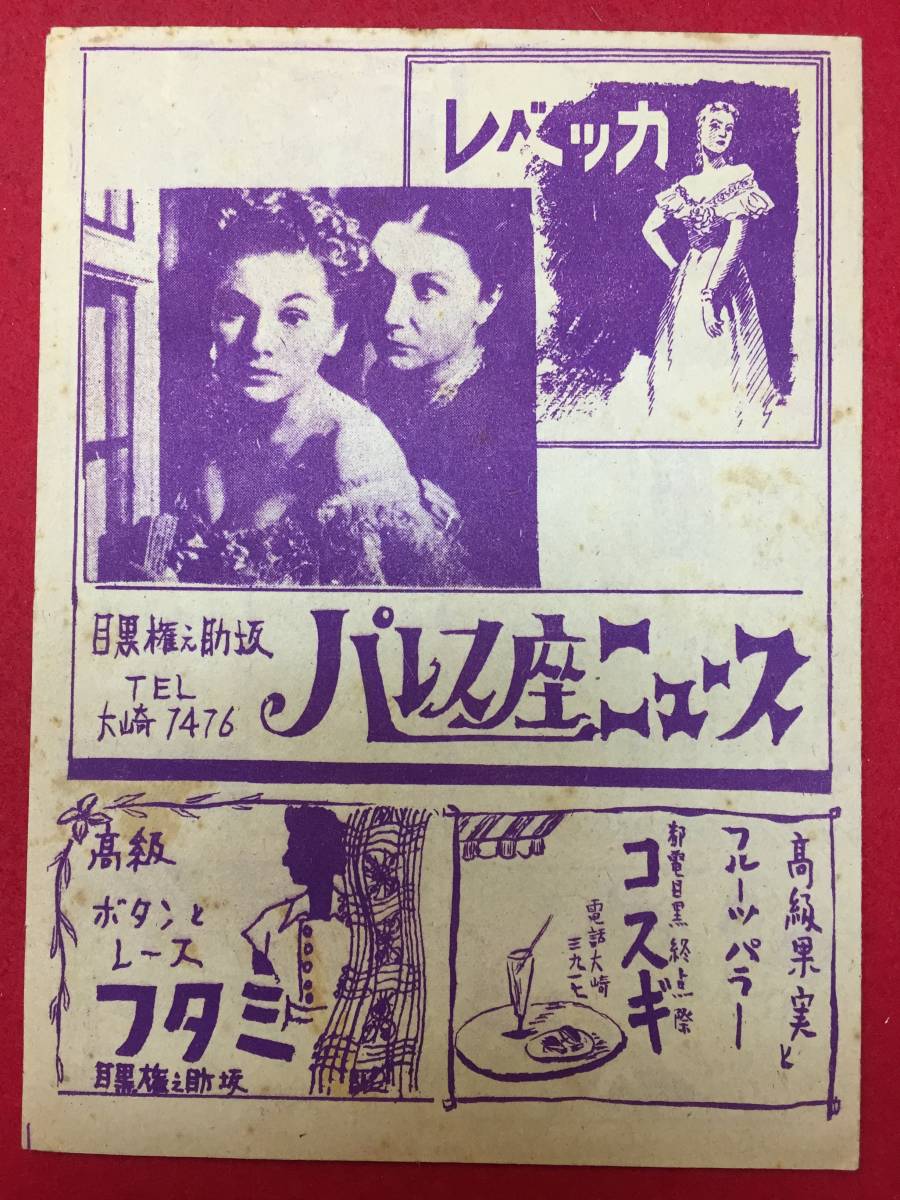 レベッカ
目黒権之助坂
TEL
大崎 7476
パレス座ニュース
高級
ボタンと
レース
フタミ
目黒権之助坂
高級果実と
フルーツパラー
都電目黒終点際
コスギ
電話大崎
三九二七